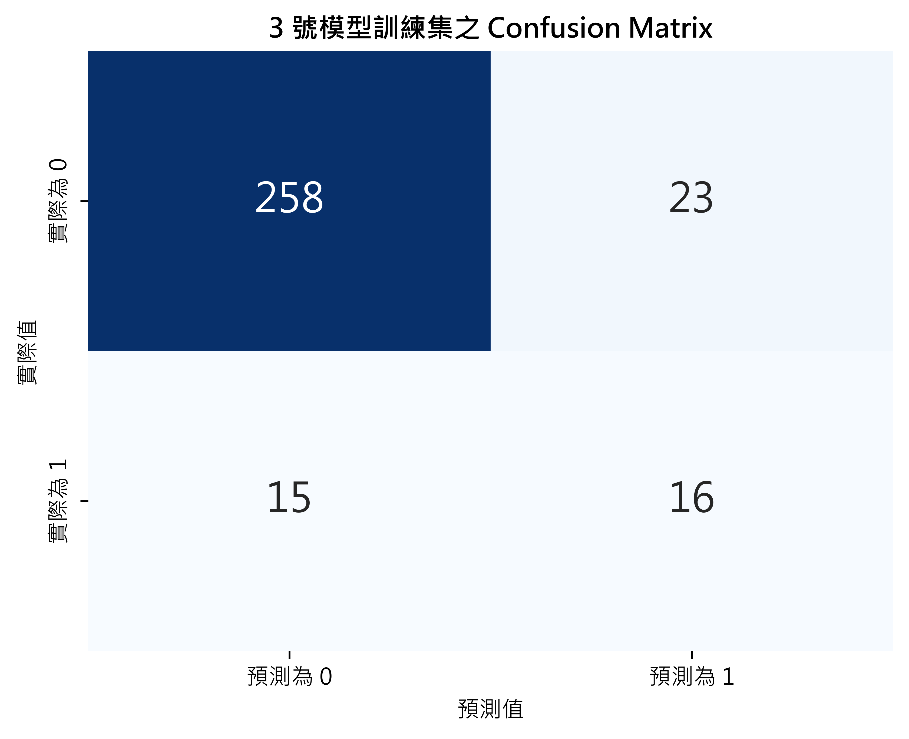 3 號模型訓練集之 Confusion Matrix
實際值
實際為 0
258
23
實際為 1
15
16
預測為 0
預測為 1
預測值